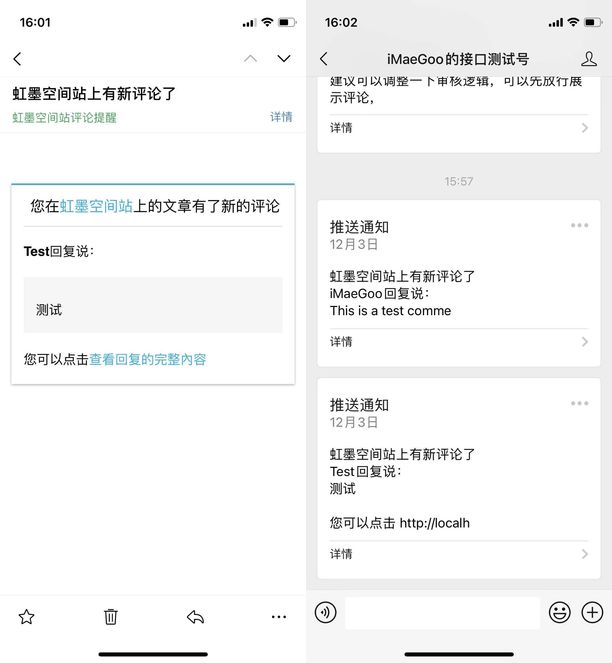 16:01
虹墨空间站上有新评论了
虹墨空间站评论提醒
详情
您在虹墨空间站上的文章有了新的评论
Test回复说：
测试
您可以点击查看回复的完整內容
16:02
iMaeGoo的接口测试号
建议可以调整一下审核逻辑，可以先放行展
示评论，
详情
15:57
推送通知
12月3日
虹墨空间站上有新评论了
iMaeGoo回复说：
This is a test comme
详情
推送通知
12月3日
虹墨空间站上有新评论了
Test回复说：
测试
您可以点击 http://localh
详情